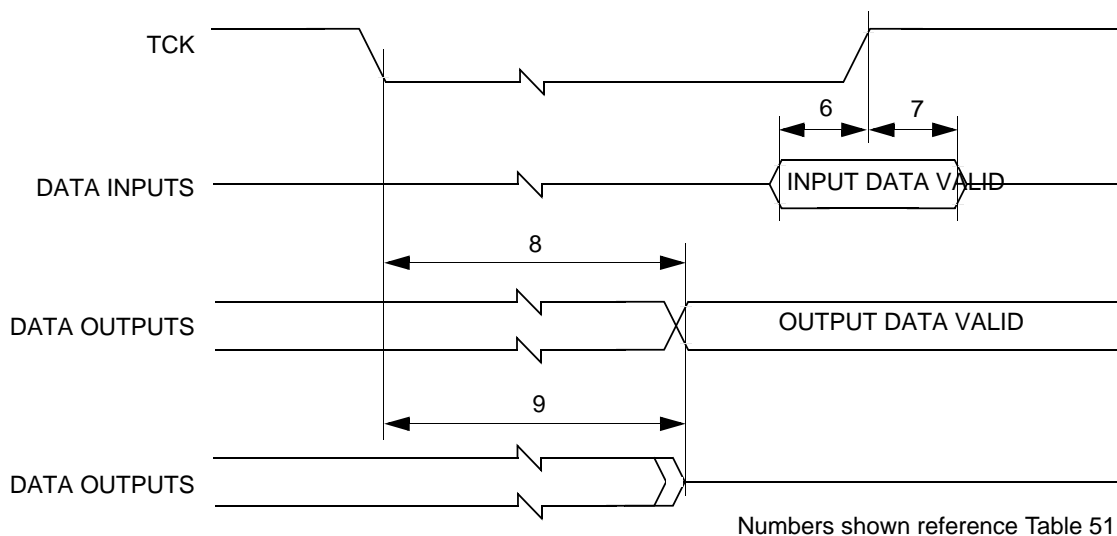 TCK
6
7
DATA INPUTS
INPUT DATA VALID
8
DATA OUTPUTS
OUTPUT DATA VALID
9
DATA OUTPUTS
Numbers shown reference Table 51